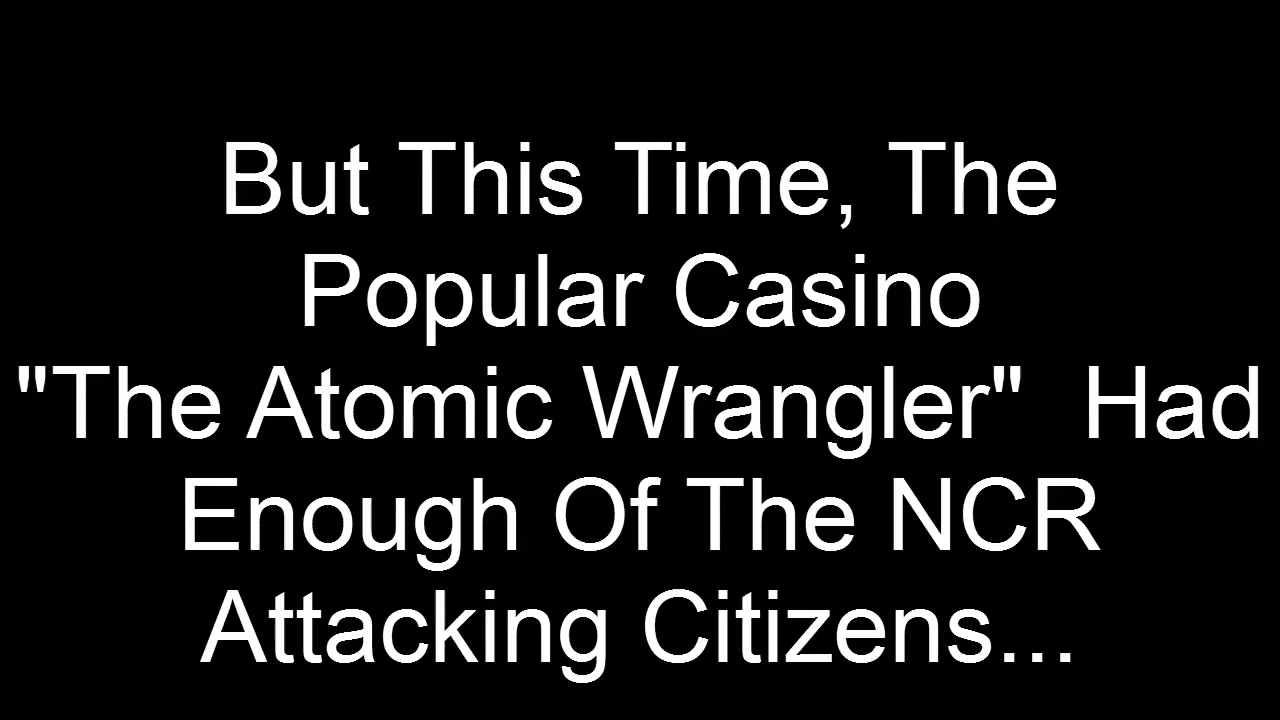 But This Time, The
Popular Casino
"The Atomic Wrangler"  Had
Enough Of The NCR
Attacking Citizens...